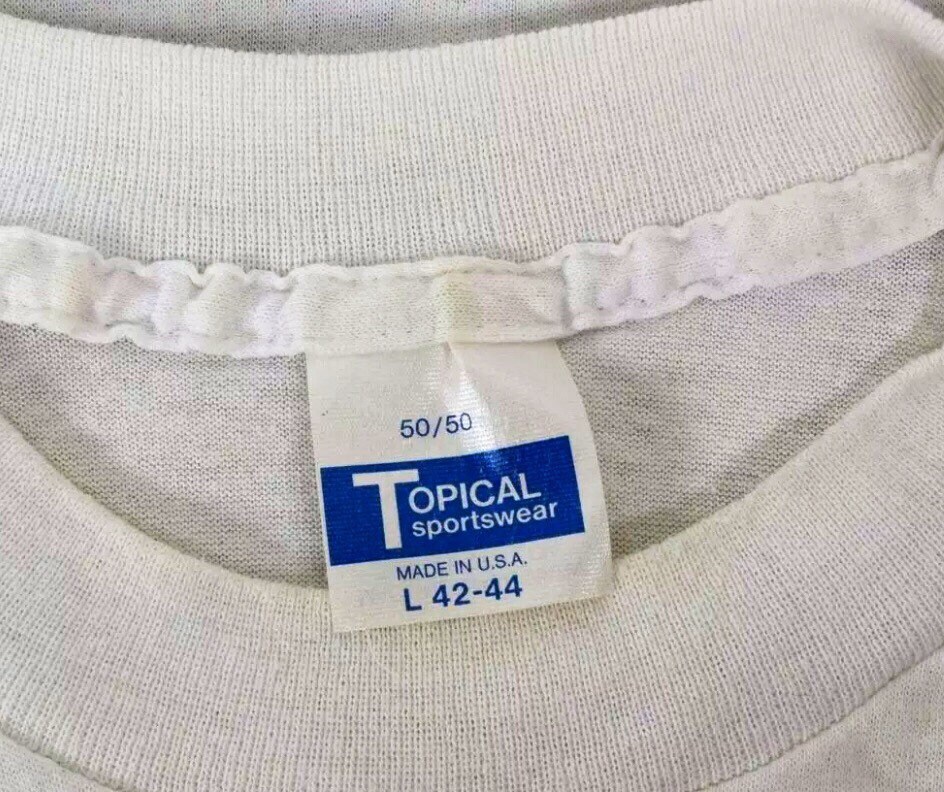 50/50
TOPICAL
sportswear
MADE IN U.S.A.
L 42-44